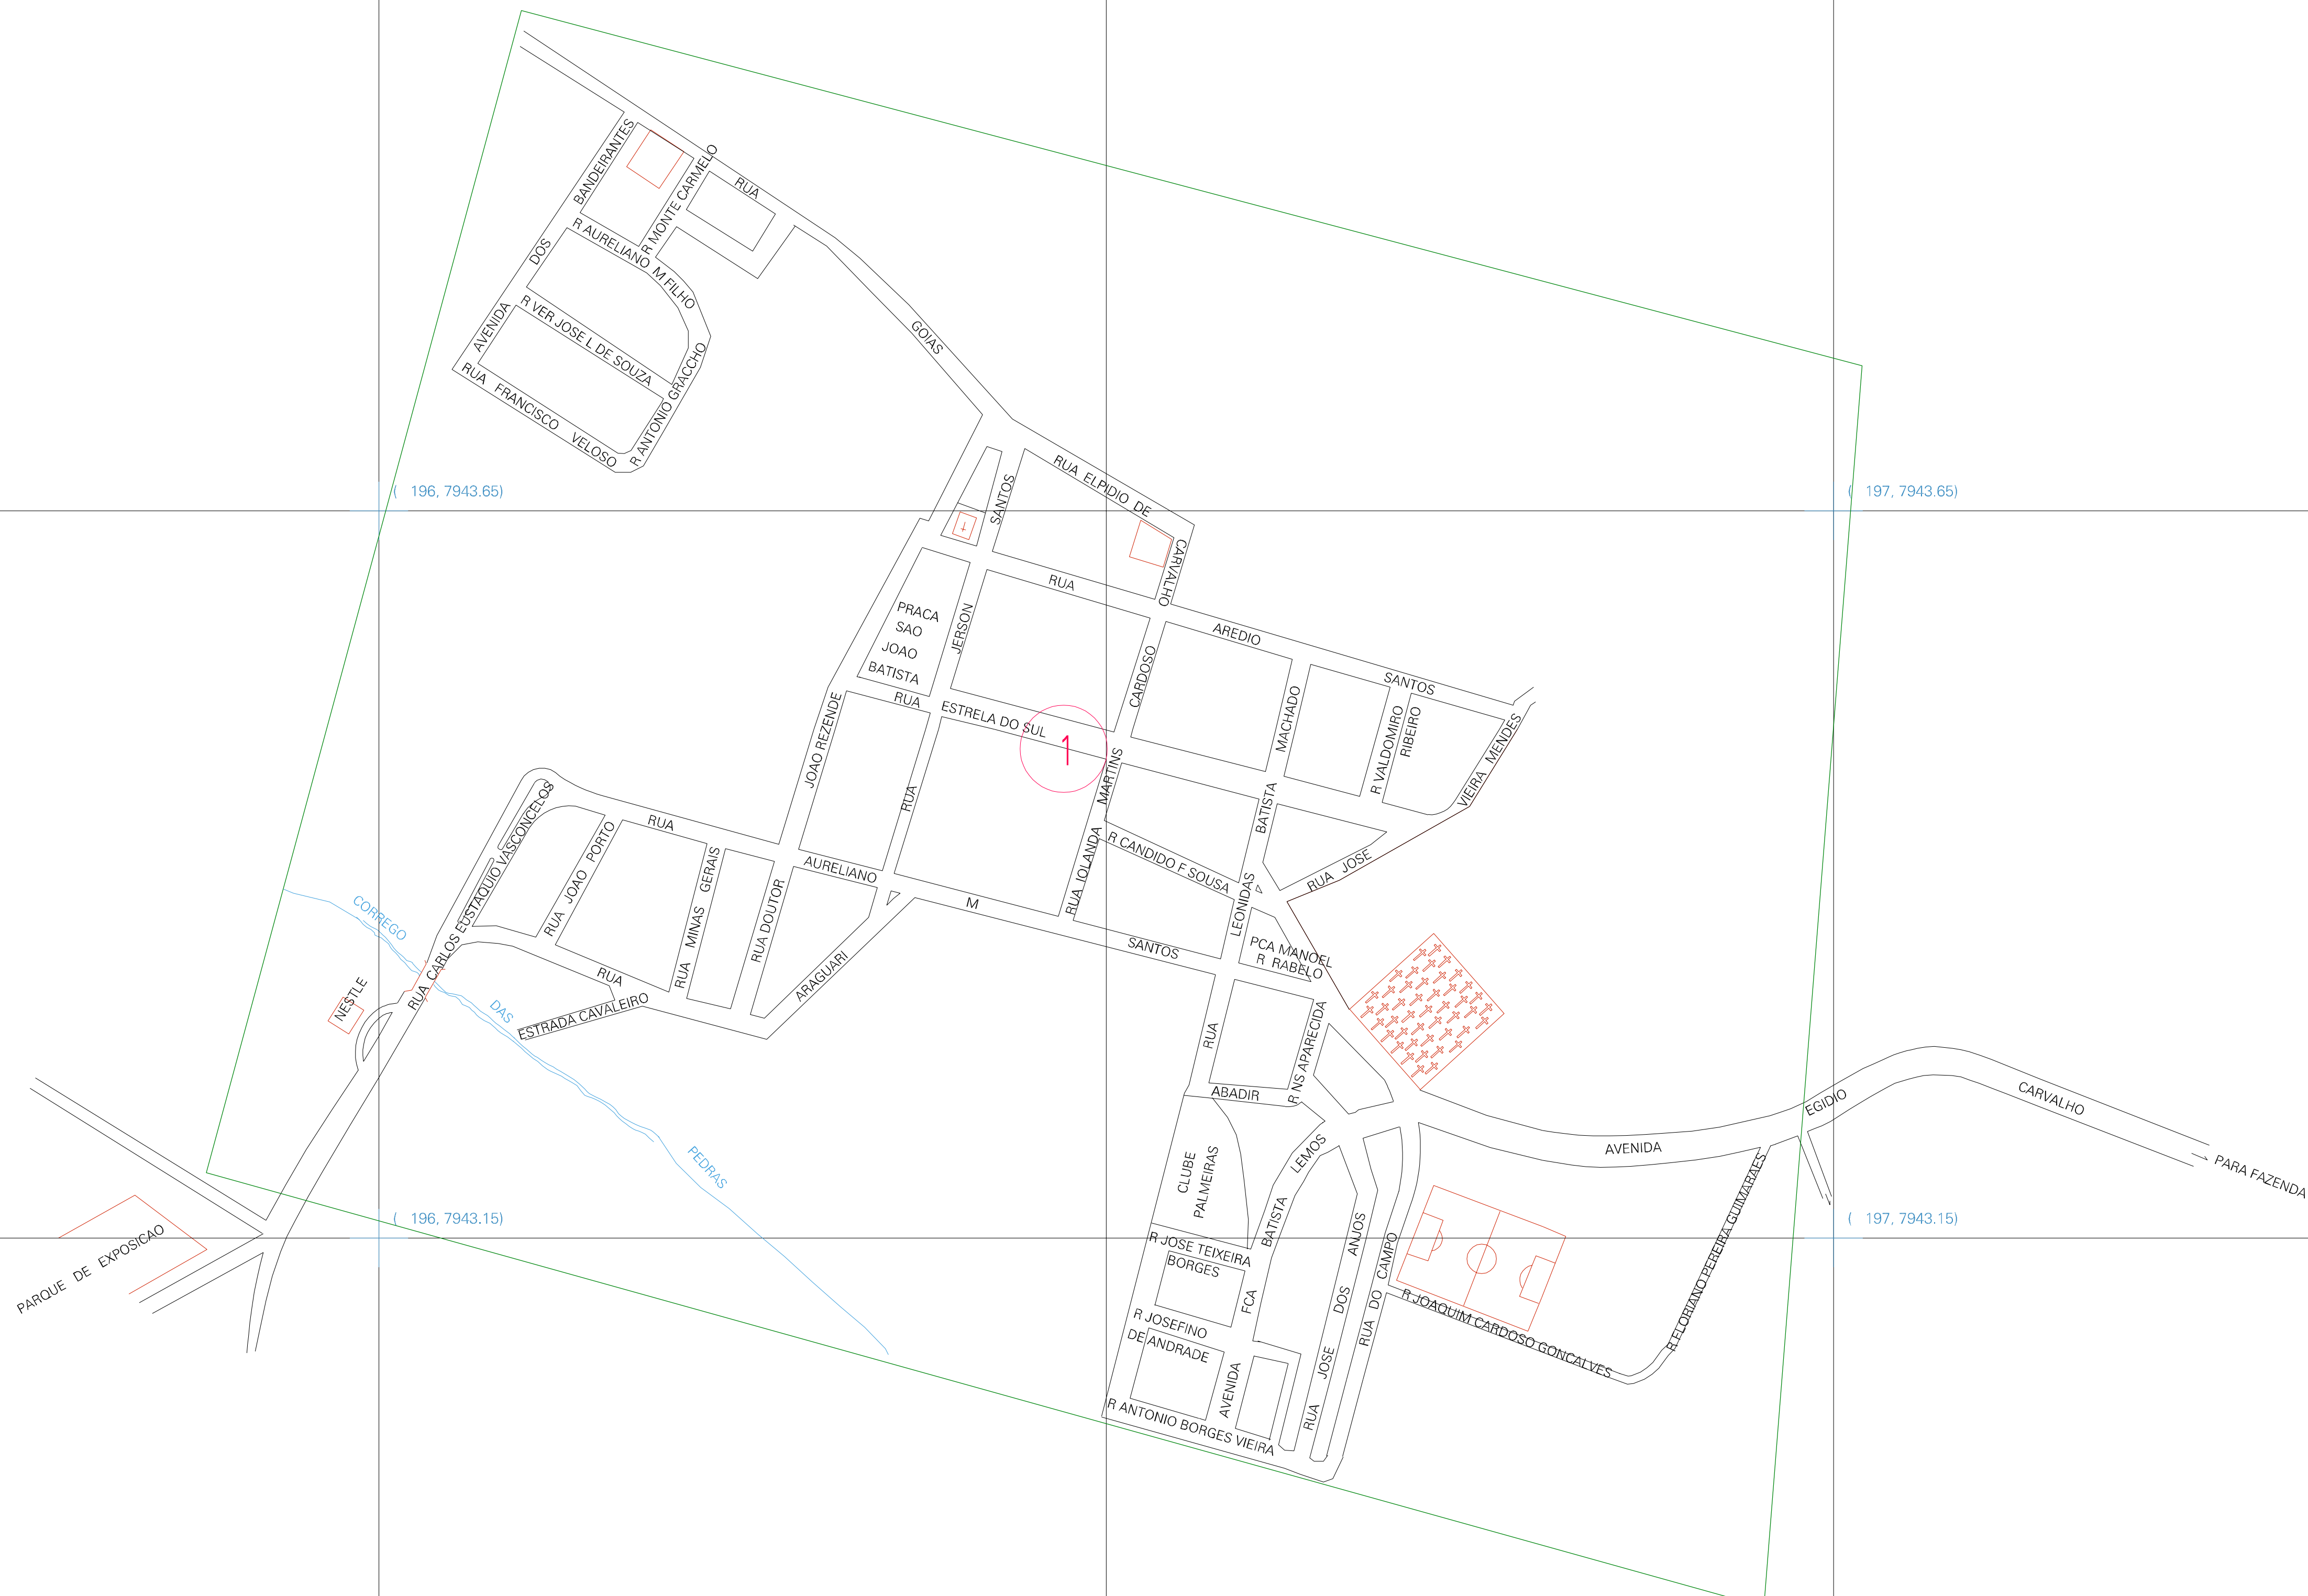 BANDEIRANTES
DOS
AVENIDA
R MONTE CARMELO
RUA
GOIAS
R AURELIANO M FILHO
R VER JOSE L DE SOUZA
R ANTONIO GRACCHO
RUA FRANCISCO VELOSO
( 196, 7943.65)
( 197, 7943.65)
RUA ELPIDIO DE
CARVALHO
SANTOS
JERSON
RUA
RUA
AREDIO
SANTOS
PRACA
SAO
JOAO
BATISTA
RUA
ESTRELA DO SUL
1
JOAO REZENDE
CARDOSO
MARTINS
RUA IOLANDA
MACHADO
BATISTA
LEONIDAS
RUA
R VALDOMIRO
RIBEIRO
VIEIRA MENDES
RUA JOSE
R CANDIDO F SOUSA
RUA
AURELIANO
M
SANTOS
RUA CARLOS EUSTAQUIO VASCONCELOS
RUA JOAO PORTO
RUA MINAS GERAIS
RUA DOUTOR
RUA
ARAGUARI
ESTRADA CAVALEIRO
CORREGO
DAS
PEDRAS
NESTLE
PCA MANOEL
R RABELO
R NS APARECIDA
ABADIR
LEMOS
BATISTA
FCA
AVENIDA
CLUBE
PALMEIRAS
R JOSE TEIXEIRA
BORGES
R JOSEFINO
DE ANDRADE
R ANTONIO BORGES VIEIRA
RUA JOSE DOS ANJOS
RUA DO CAMPO
R JOAQUIM CARDOSO GONCALVES
R FLORIANO PEREIRA GUIMARAES
AVENIDA
EGIDIO
CARVALHO
PARA FAZENDA
PARQUE DE EXPOSICAO
( 196, 7943.15)
( 197, 7943.15)